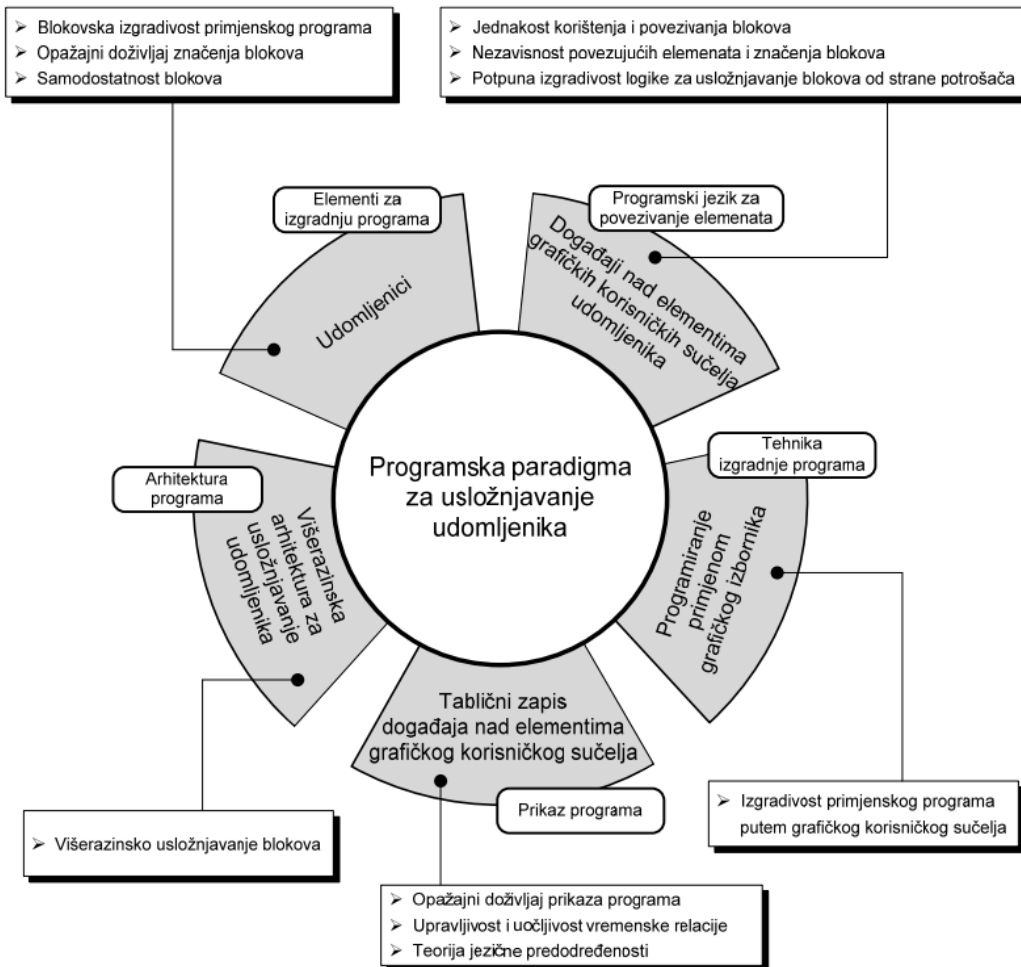 ➢ Blokovska izgradivost primjenskog programa
➢ Opažajni doživljaj značenja blokova
➢ Samodostatnost blokova
➢ Jednakost korištenja i povezivanja blokova
➢ Nezavisnost povezujućih elemenata i značenja blokova
➢ Potpuna izgradivost logike za usložnjavanje blokova od strane potrošača
Elementi za
izgradnju programa
Udomljenici
Programski jezik za
povezivanje elemenata
Događaji nad elementima
grafičkih korisničkih sučelja
udomljenika
Programska paradigma
za usložnjavanje
udomljenika
Arhitektura
programa
Višerazinska
arhitektura za
usložnjavanje
udomljenika
Tehnika
izgradnje programa
Programiranje
primjenom
grafičkog izbornika
Tablični zapis
događaja nad elementima
grafičkog korisničkog sučelja
Prikaz programa
➢ Višerazinsko usložnjavanje blokova
➢ Izgradivost primjenskog programa
putem grafičkog korisničkog sučelja
➢ Opažajni doživljaj prikaza programa
➢ Upravljivost i uočljivost vremenske relacije
➢ Teorija jezične predodređenosti